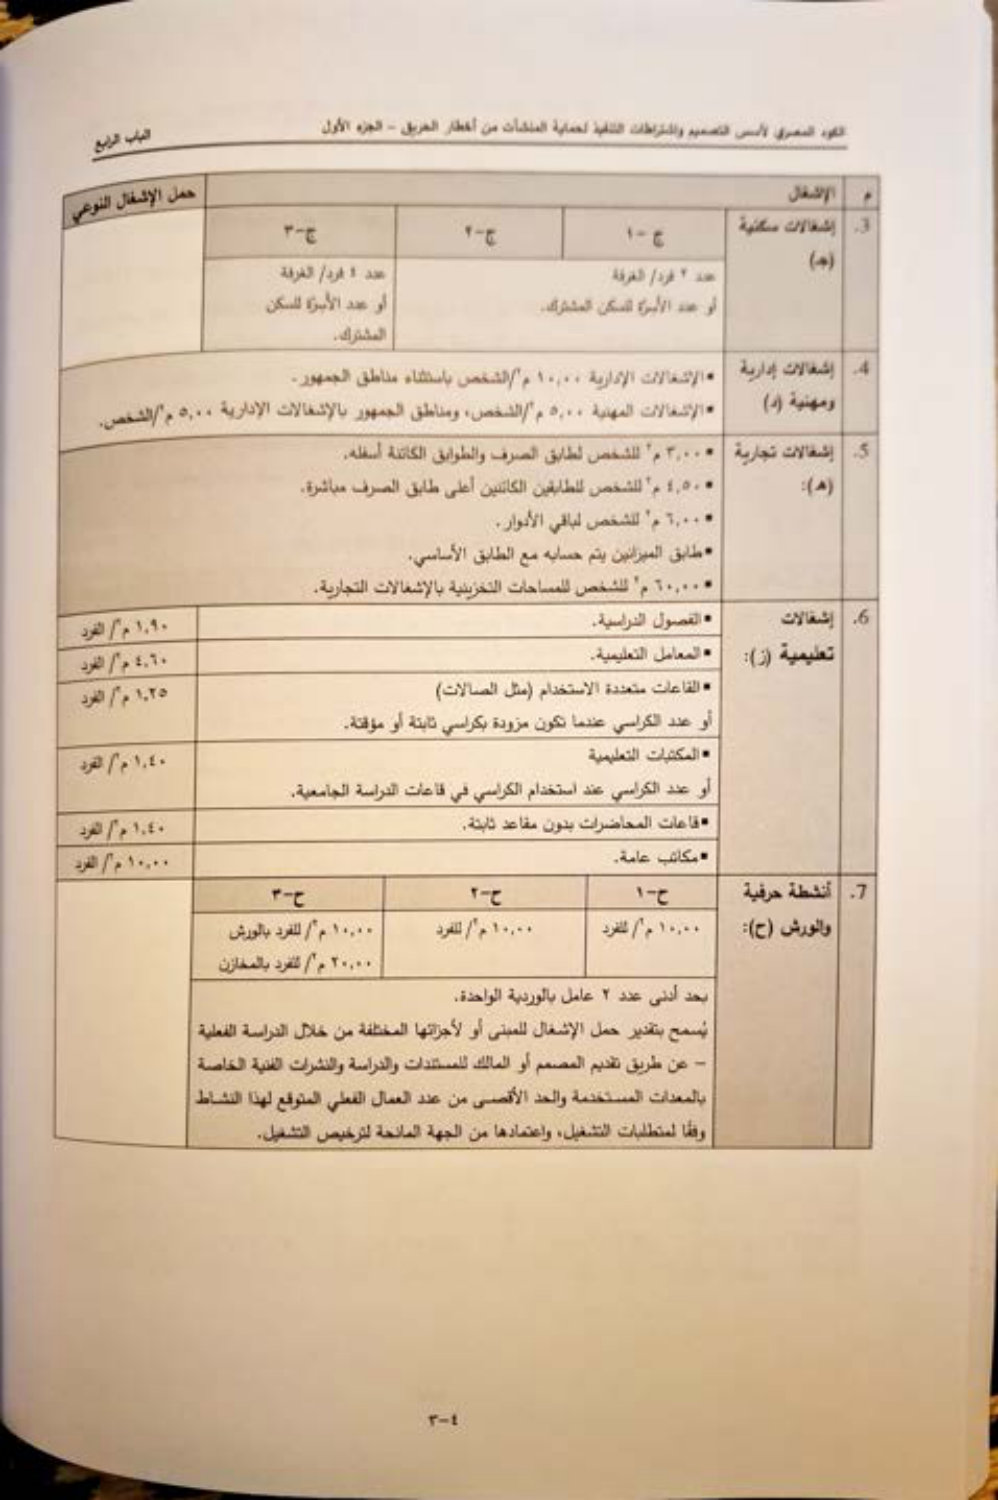 الكود المصري لأسس التصميم واشتراطات التنفيذ لحماية المنشآت من أخطار الحريق – الجزء الأول
الباب الرابع
م
الإشغال
حمل الإشغال النوعي
3.
إشغالات سكنية
(جـ)
ج -١
ج-٢
ج-٣
عدد ٢ فرد/ الغرفة
أو عدد الأسرّة للسكن المشترك.
عدد ٤ فرد/ الغرفة
أو عدد الأسرّة للسكن
المشترك.
4.
إشغالات إدارية
ومهنية (د)
▪الإشغالات الإدارية ١٠,٠٠ م٢/الشخص باستثناء مناطق الجمهور.
▪الإشغالات المهنية ٥,٠٠ م٢/الشخص، ومناطق الجمهور بالإشغالات الإدارية ٥,٠٠ م٢/الشخص.
5.
إشغالات تجارية
(هـ):
▪٣,٠٠ م٢ للشخص لطابق الصرف والطوابق الكائنة أسفله.
▪٤,٥٠ م٢ للشخص للطابقين الكائنين أعلى طابق الصرف مباشرة.
▪٦,٠٠ م٢ للشخص لباقي الأدوار.
▪طابق الميزانين يتم حسابه مع الطابق الأساسي.
▪٦٠,٠٠ م٢ للشخص للمساحات التخزينية بالإشغالات التجارية.
6.
إشغالات
تعليمية (ز):
▪الفصول الدراسية.
١,٩٠ م٢/ الفرد
▪المعامل التعليمية.
٤,٦٠ م٢/ الفرد
▪القاعات متعددة الاستخدام (مثل الصالات)
أو عدد الكراسي عندما تكون مزودة بكراسي ثابتة أو مؤقتة.
١,٢٥ م٢/ الفرد
▪المكتبات التعليمية
أو عدد الكراسي عند استخدام الكراسي في قاعات الدراسة الجامعية.
١,٤٠ م٢/ الفرد
▪قاعات المحاضرات بدون مقاعد ثابتة.
١,٤٠ م٢/ الفرد
▪مكاتب عامة.
١٠,٠٠ م٢/ الفرد
7.
أنشطة حرفية
والورش (ح):
ح-١
ح-٢
ح-٣
١٠,٠٠ م٢/ للفرد
١٠,٠٠ م٢/ للفرد
١٠,٠٠ م٢/ للفرد بالورش
٢٠,٠٠ م٢/ للفرد بالمخازن
بحد أدنى عدد ٢ عامل بالوردية الواحدة.
يُسمح بتقدير حمل الإشغال للمبنى أو لأجزائها المختلفة من خلال الدراسة الفعلية
– عن طريق تقديم المصمم أو المالك للمستندات والدراسة والنشرات الفنية الخاصة
بالمعدات المستخدمة والحد الأقصى من عدد العمال الفعلي المتوقع لهذا النشاط
وفقًا لمتطلبات التشغيل، واعتمادها من الجهة المانحة لترخيص التشغيل.
٤-٣